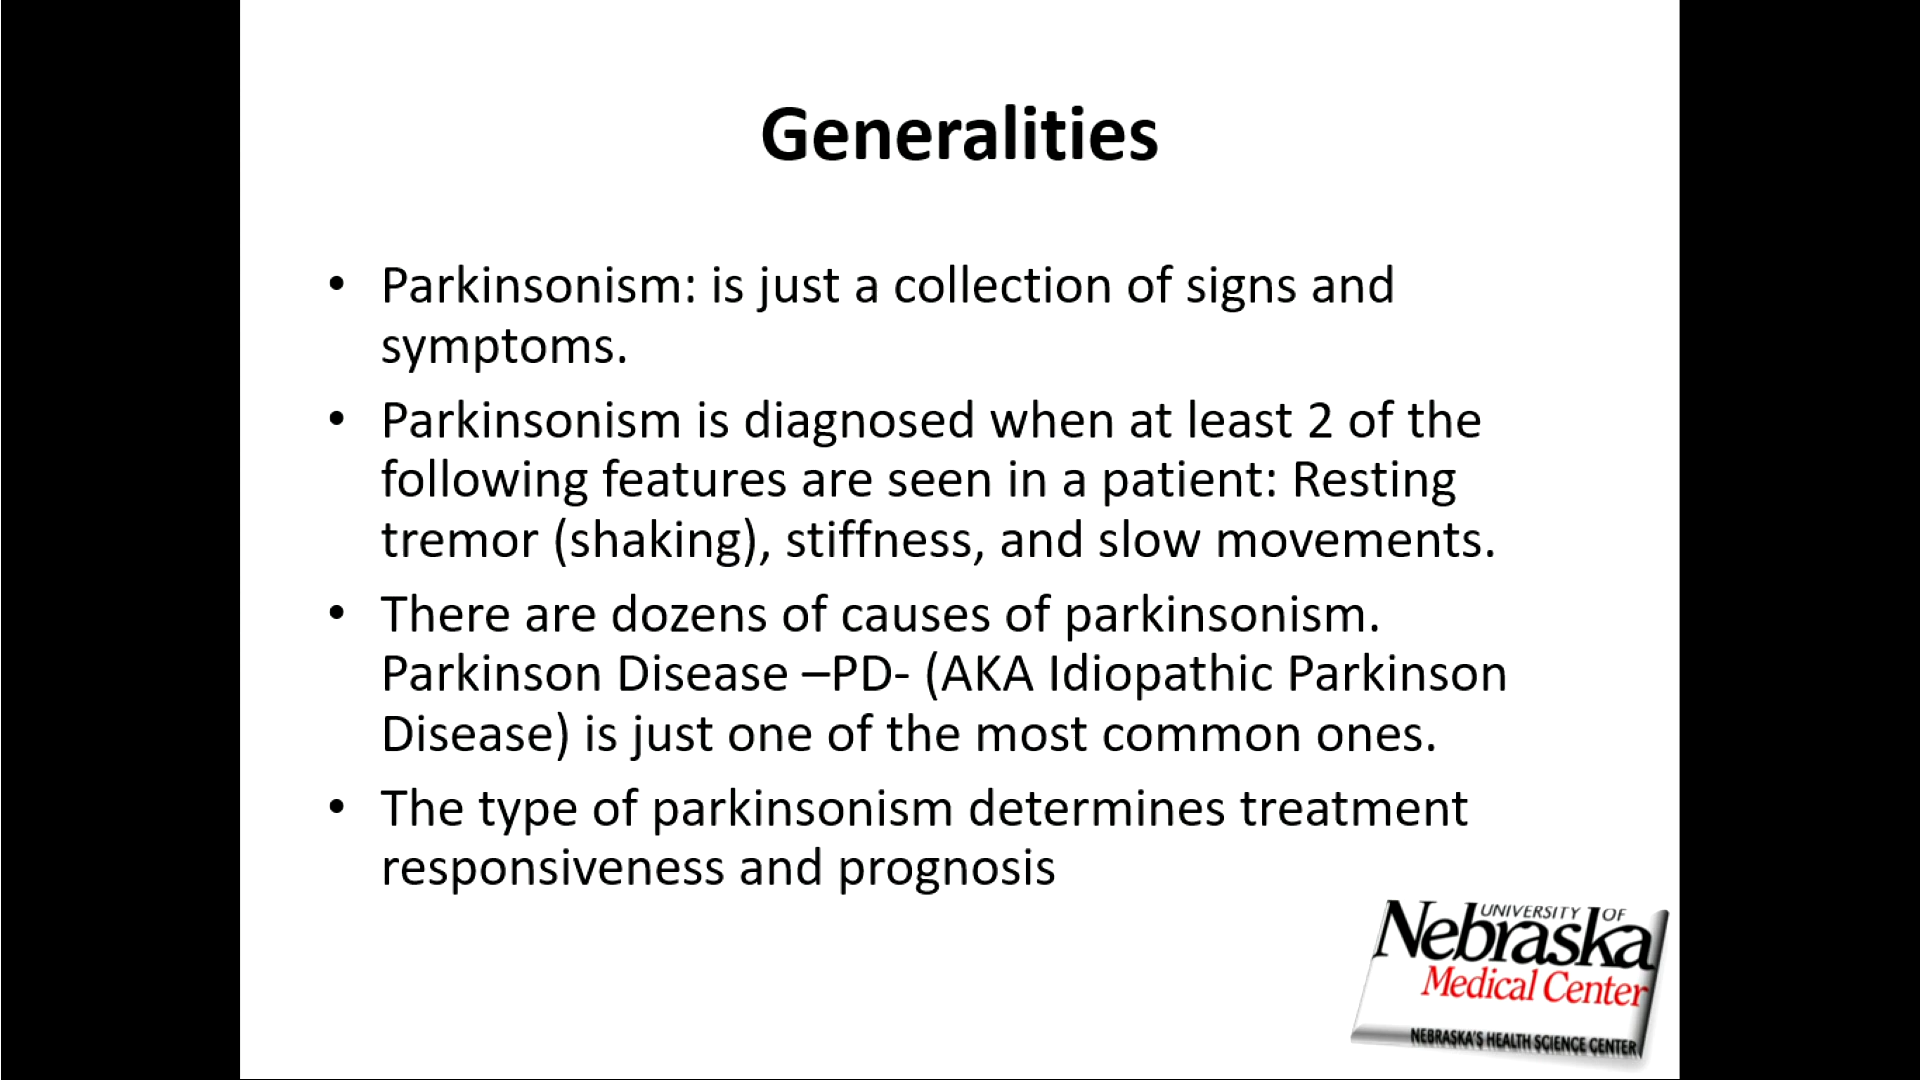 Generalities
• Parkinsonism: is just a collection of signs and
symptoms.
• Parkinsonism is diagnosed when at least 2 of the
following features are seen in a patient: Resting
tremor (shaking), stiffness, and slow movements.
• There are dozens of causes of parkinsonism.
Parkinson Disease –PD- (AKA Idiopathic Parkinson
Disease) is just one of the most common ones.
• The type of parkinsonism determines treatment
responsiveness and prognosis
UNIVERSITY OF
Nebraska
Medical Center
NEBRASKA'S HEALTH SCIENCE CENTER